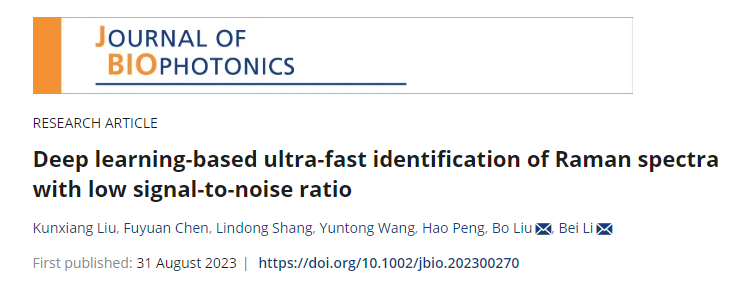 JOURNAL OF
BIOPHOTONICS
RESEARCH ARTICLE
Deep learning-based ultra-fast identification of Raman spectra
with low signal-to-noise ratio
Kunxiang Liu, Fuyuan Chen, Lindong Shang, Yuntong Wang, Hao Peng, Bo Liu, Bei Li
First published: 31 August 2023 | https://doi.org/10.1002/jbio.202300270